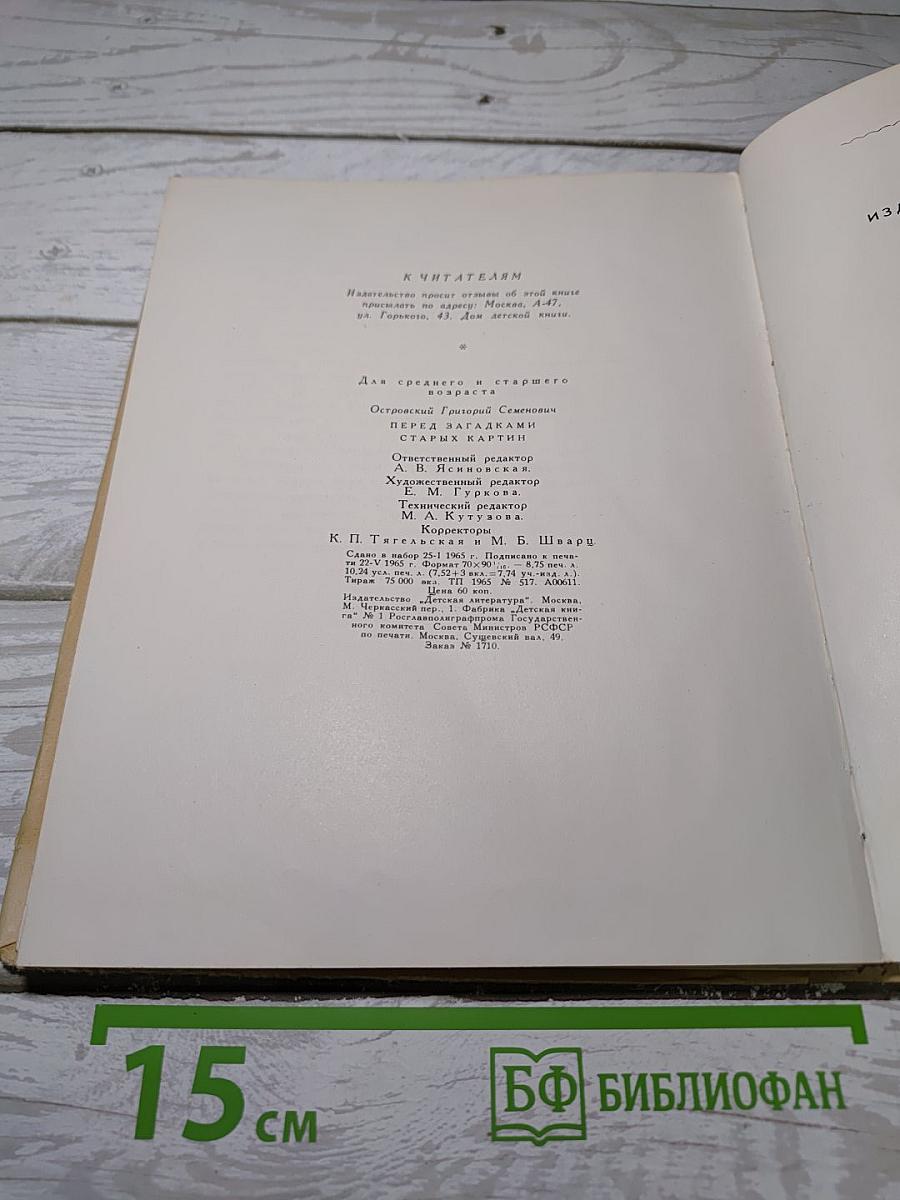 К ЧИТАТЕЛЯМ
Издательство просит отзывы об этой книге
присылать по адресу: Москва, А-47,
ул. Горького, 43. Дом детской книги.
*
Для среднего и старшего
возраста
Островский Григорий Семенович
ПЕРЕД ЗАГАДКАМИ
СТАРЫХ КАРТИН
Ответственный редактор
А. В. Ясиновская.
Художественный редактор
Е. М. Гуркова.
Технический редактор
М. А. Кутузова.
Корректоры
К. П. Тягельская и М. Б. Шварц.
Сдано в набор 25-I 1965 г. Подписано к печа-
ти 22-V 1965 г. Формат 70×90 1/16. — 8,75 печ. л.
10,24 усл. печ. л. (7,52+3 вкл.=7,74 уч.-изд. л.).
Тираж 75 000 экз. ТП 1965 № 517. А00611.
Цена 60 коп.
Издательство „Детская литература". Москва,
М. Черкасский пер., 1. Фабрика „Детская кни-
га" № 1 Росглавполиграфпрома Государствен-
ного комитета Совета Министров РСФСР
по печати. Москва, Сущевский вал, 49.
Заказ № 1710.
15 см
БФ БИБЛИОФАН